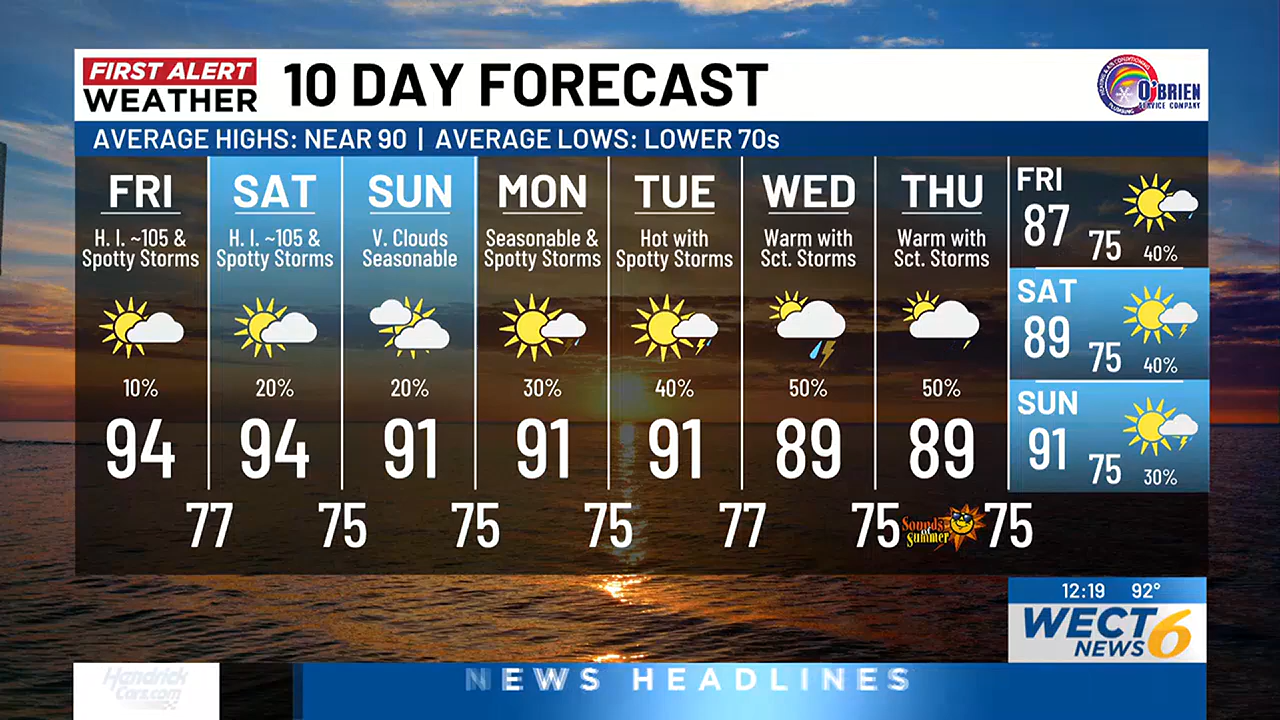 FIRST ALERT
WEATHER
10 DAY FORECAST
O'BRIEN
SERVICE COMPANY
AVERAGE HIGHS: NEAR 90 | AVERAGE LOWS: LOWER 70s
FRI
H. I. ~105 &
Spotty Storms
10%
94
77
SAT
H. I. ~105 &
Spotty Storms
20%
94
75
SUN
V. Clouds
Seasonable
20%
91
75
MON
Seasonable &
Spotty Storms
30%
91
75
TUE
Hot with
Spotty Storms
40%
91
77
WED
Warm with
Sct. Storms
50%
89
75
THU
Warm with
Sct. Storms
50%
89
Sounds
of
Summer
75
FRI
87 75 40%
SAT
89 75 40%
SUN
91 75 30%
12:19 92°
WECT 6
NEWS
Hendrick
Cars.com
NEWS HEADLINES